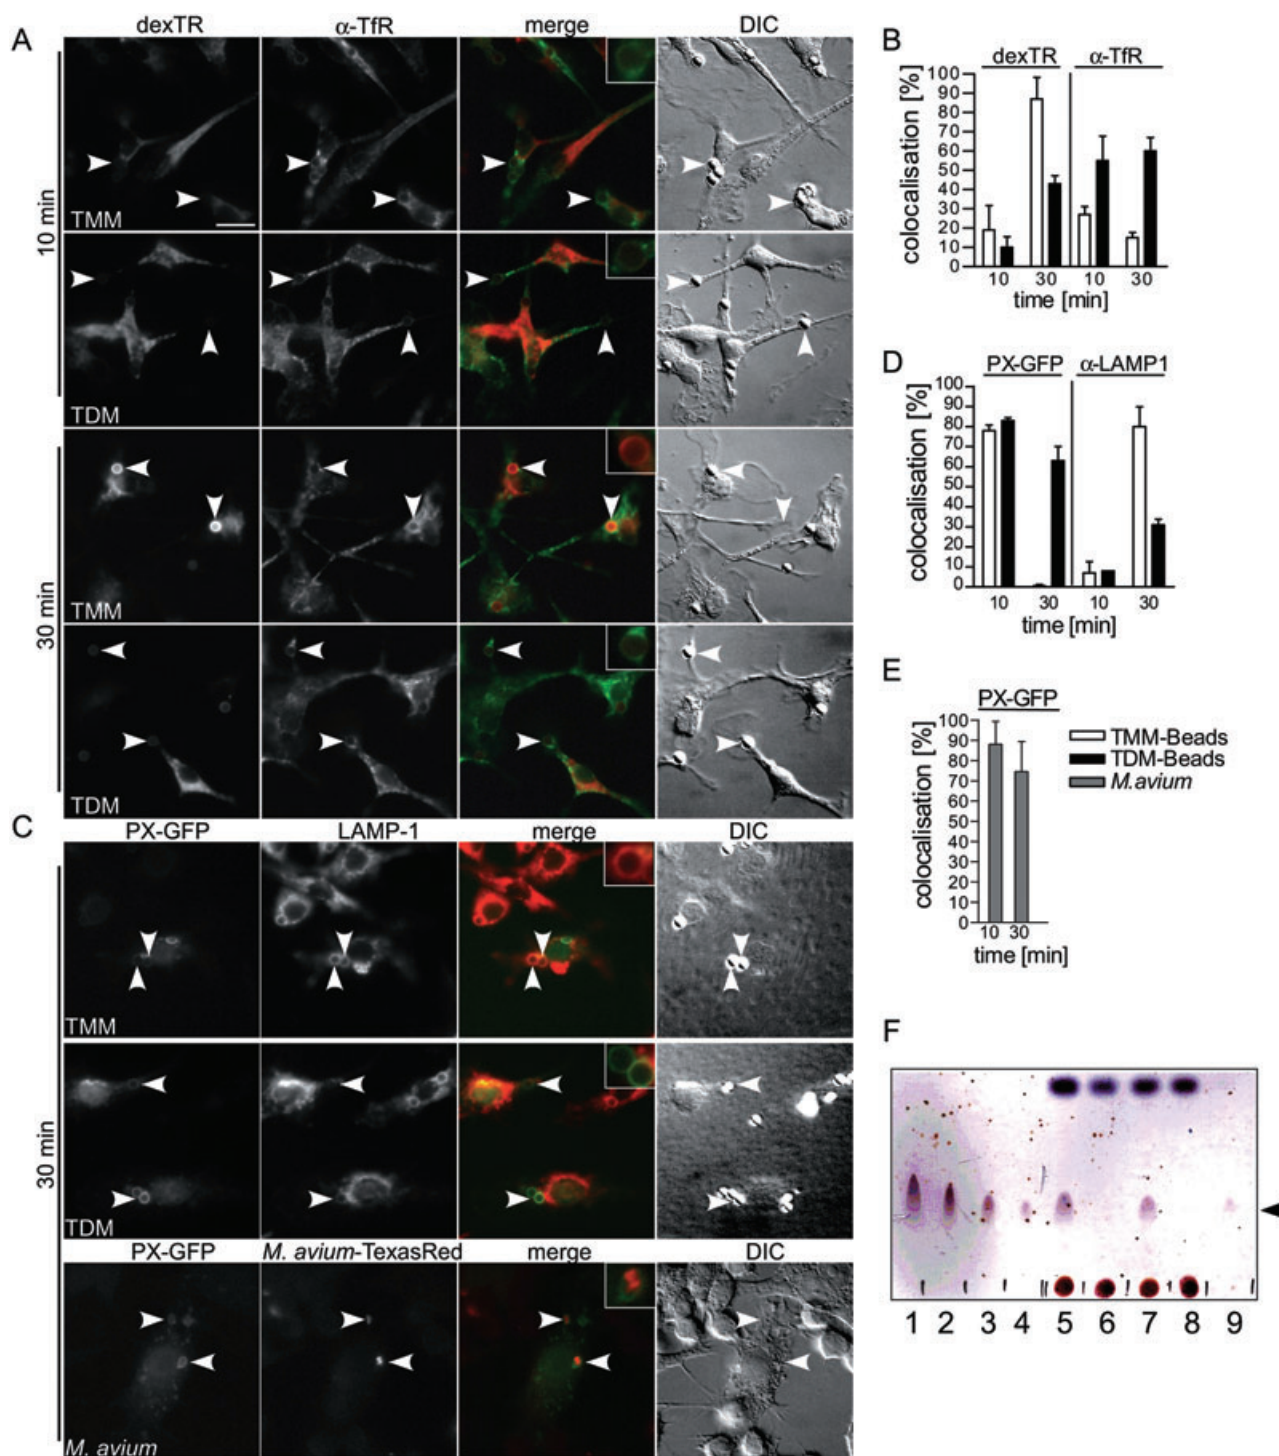 A
dexTR α-TfR merge DIC
10 min
TMM
TDM
30 min
TMM
TDM
B
dexTR α-TfR
colocalisation [%]
100
90
80
70
60
50
40
30
20
10
0
10 30 10 30
time [min]
C
PX-GFP LAMP-1 merge DIC
30 min
TMM
TDM
PX-GFP M. avium-TexasRed merge DIC
M. avium
D
PX-GFP α-LAMP1
colocalisation [%]
100
90
80
70
60
50
40
30
20
10
0
10 30 10 30
time [min]
E
PX-GFP
colocalisation [%]
100
90
80
70
60
50
40
30
20
10
0
10 30
time [min]
TMM-Beads
TDM-Beads
M.avium
F
1 2 3 4 5 6 7 8 9